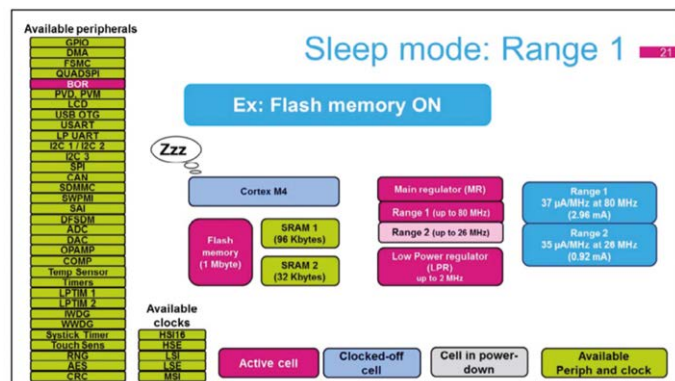 Available peripherals
GPIO
DMA
FSMC
QUADSPI
BOR
PVD, PVM
LCD
USB OTG
USART
LP UART
I2C 1 / I2C 2
I2C 3
SPI
CAN
SDMMC
SWPMI
SAI
DFSDM
ADC
DAC
OPAMP
COMP
Temp Sensor
Timers
LPTIM 1
LPTIM 2
IWDG
WWDG
Systick Timer
Touch Sens
RNG
AES
CRC
Available
clocks
HSI16
HSE
LSI
LSE
MSI
Sleep mode: Range 1
21
Ex: Flash memory ON
Zzz
Cortex M4
Flash
memory
(1 Mbyte)
SRAM 1
(96 Kbytes)
SRAM 2
(32 Kbytes)
Main regulator (MR)
Range 1 (up to 80 MHz)
Range 2 (up to 26 MHz)
Low Power regulator
(LPR)
up to 2 MHz
Range 1
37 µA/MHz at 80 MHz
(2.96 mA)
Range 2
35 µA/MHz at 26 MHz
(0.92 mA)
Active cell
Clocked-off
cell
Cell in power-
down
Available
Periph and clock